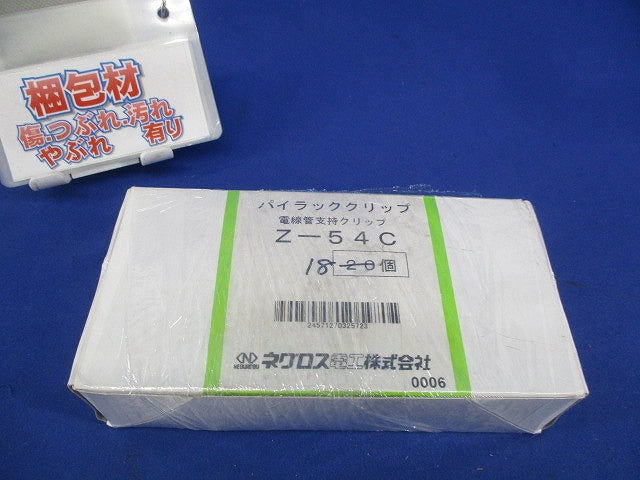 梱包材
傷.つぶれ.汚れ
やぶれ 有り
パイラッククリップ
電線管支持クリップ
Z-54C
18 20個
24571270325723
ネグロス電工株式会社
0006